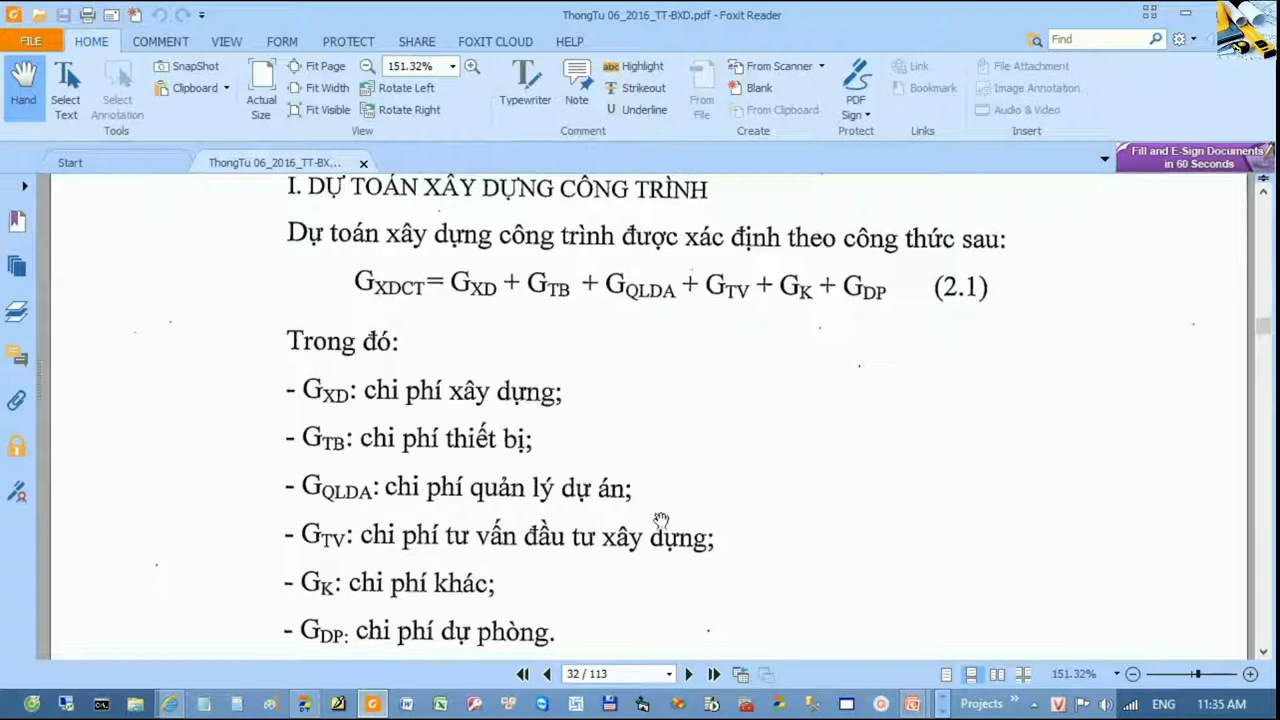 ThongTu 06_2016_TT-BXD.pdf - Foxit Reader
FILE HOME COMMENT VIEW FORM PROTECT SHARE FOXIT CLOUD HELP Find
Hand
Select Text
Select Annotation
SnapShot
Clipboard
Tools
Actual Size
Fit Page
Fit Width
Fit Visible
151.32%
Rotate Left
Rotate Right
View
Typewriter
Note
Highlight
Strikeout
Underline
Comment
From File
From Scanner
Blank
From Clipboard
Create
PDF Sign
Protect
Link
Bookmark
Links
File Attachment
Image Annotation
Audio & Video
Insert
Start
ThongTu 06_2016_TT-BX...
Fill and E-Sign Documents
in 60 Seconds
I. DỰ TOÁN XÂY DỰNG CÔNG TRÌNH
Dự toán xây dựng công trình được xác định theo công thức sau:
GXDCT= GXD + GTB + GQLDA + GTV + GK + GDP (2.1)
Trong đó:
- GXD: chi phí xây dựng;
- GTB: chi phí thiết bị;
- GQLDA: chi phí quản lý dự án;
- GTV: chi phí tư vấn đầu tư xây dựng;
- GK: chi phí khác;
- GDP: chi phí dự phòng.
32 / 113
151.32%
Projects
ENG
11:35 AM